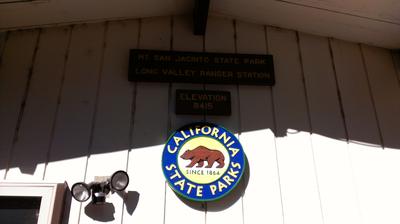 MT. SAN JACINTO STATE PARK
LONG VALLEY RANGER STATION
ELEVATION
8415
CALIFORNIA
SINCE 1864
STATE PARKS